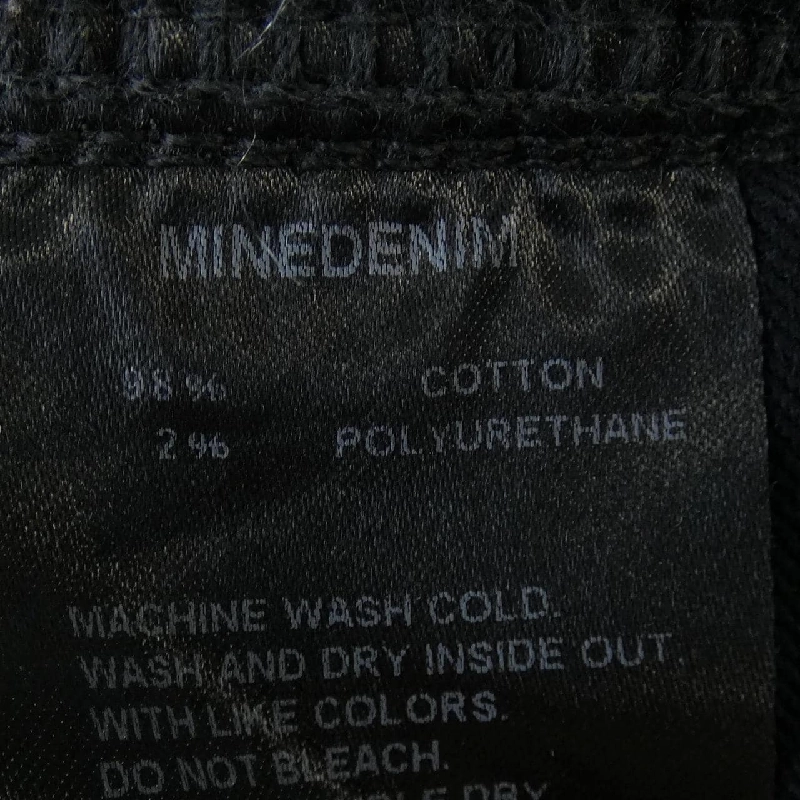 MINEDENIM
98% COTTON
2% POLYURETHANE
MACHINE WASH COLD.
WASH AND DRY INSIDE OUT.
WITH LIKE COLORS.
DO NOT BLEACH.
DRY